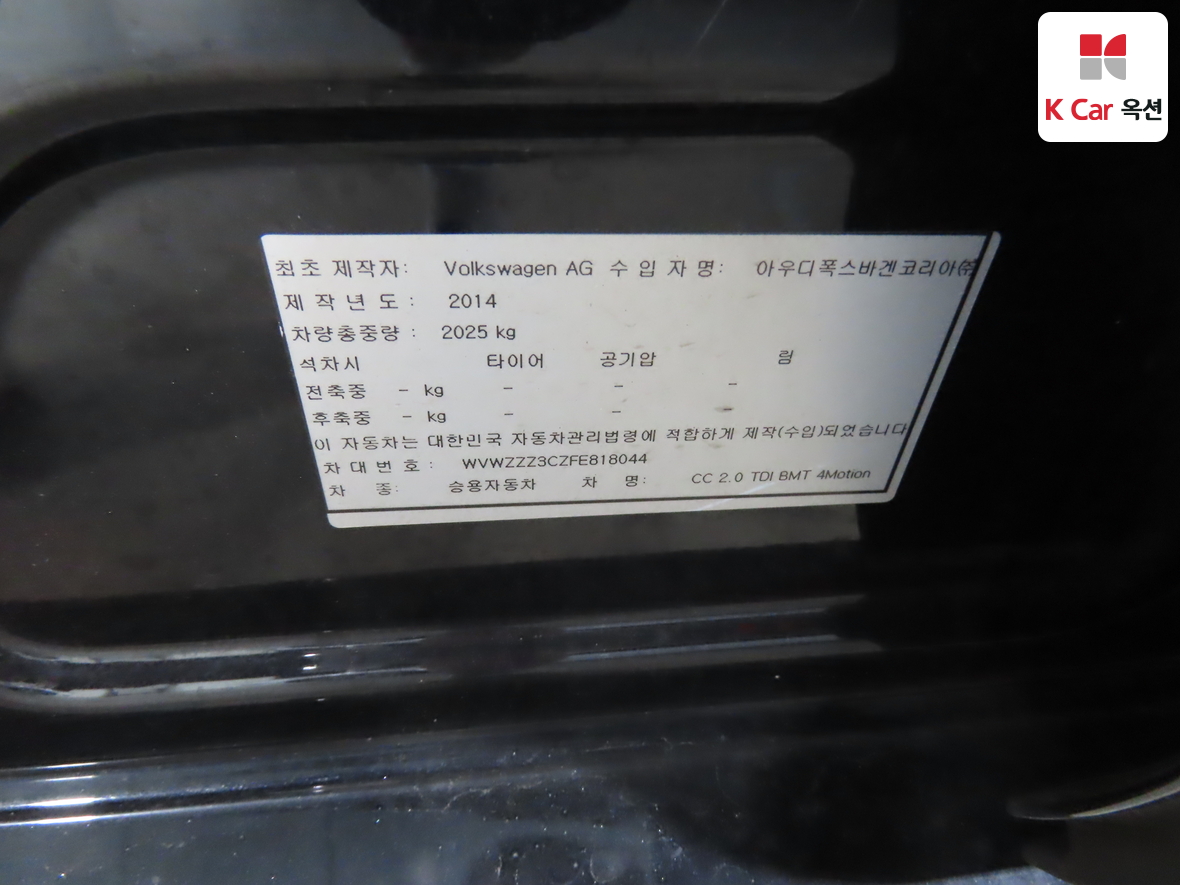 K Car 옥션
최초 제작자: Volkswagen AG 수 입 자 명: 아우디폭스바겐코리아㈜
제 작 년 도 : 2014
차량총중량 : 2025 kg
석차시 타이어 공기압 림
전축중 - kg - - -
후축중 - kg - - -
이 자동차는 대한민국 자동차관리법령에 적합하게 제작(수입)되었습니다
차 대 번 호 : WVWZZZ3CZFE818044
차 종: 승용자동차 차 명: CC 2.0 TDI BMT 4Motion